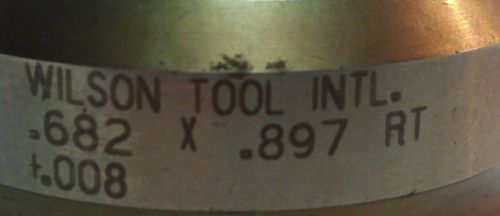 WILSON TOOL INTL.
.682 X .897 RT
+.008